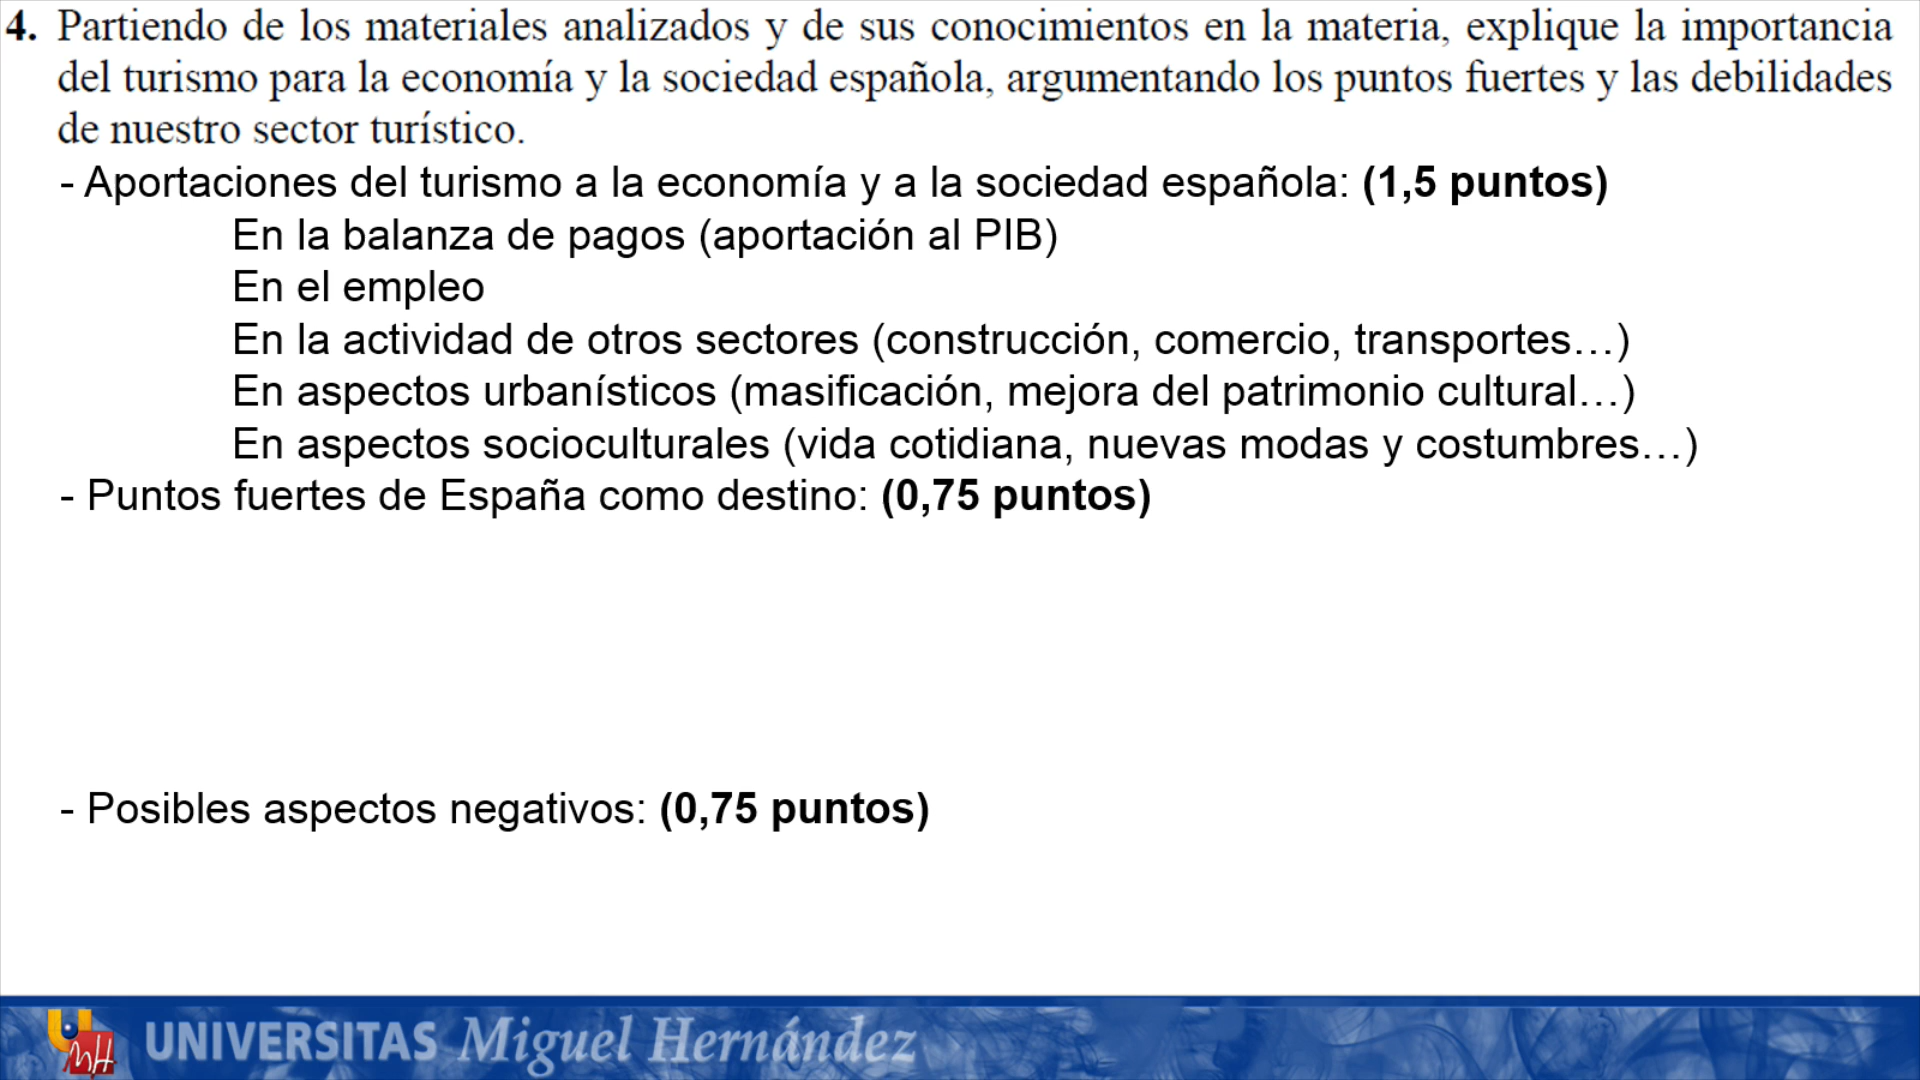 4. Partiendo de los materiales analizados y de sus conocimientos en la materia, explique la importancia
del turismo para la economía y la sociedad española, argumentando los puntos fuertes y las debilidades
de nuestro sector turístico.
- Aportaciones del turismo a la economía y a la sociedad española: (1,5 puntos)
En la balanza de pagos (aportación al PIB)
En el empleo
En la actividad de otros sectores (construcción, comercio, transportes…)
En aspectos urbanísticos (masificación, mejora del patrimonio cultural…)
En aspectos socioculturales (vida cotidiana, nuevas modas y costumbres…)
- Puntos fuertes de España como destino: (0,75 puntos)
- Posibles aspectos negativos: (0,75 puntos)
UMH UNIVERSITAS Miguel Hernández